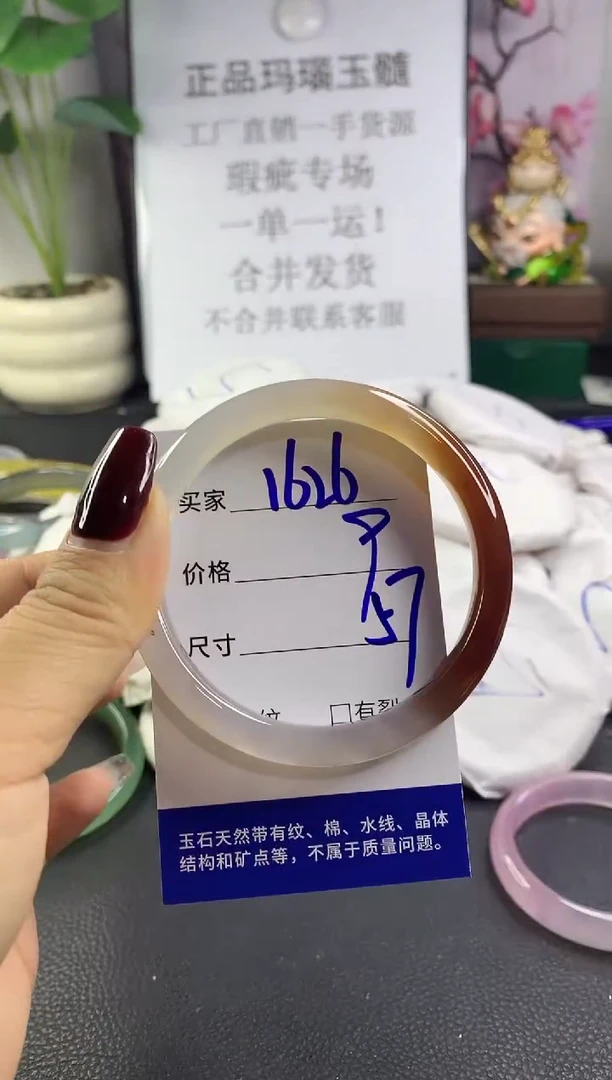 正品玛瑙玉髓
工厂直销一手货源
瑕疵专场
一单一运！
合并发货
不合并联系客服
买家 1626
价格
尺寸 57
纹 □有裂
玉石天然带有纹、棉、水线、晶体
结构和矿点等，不属于质量问题。